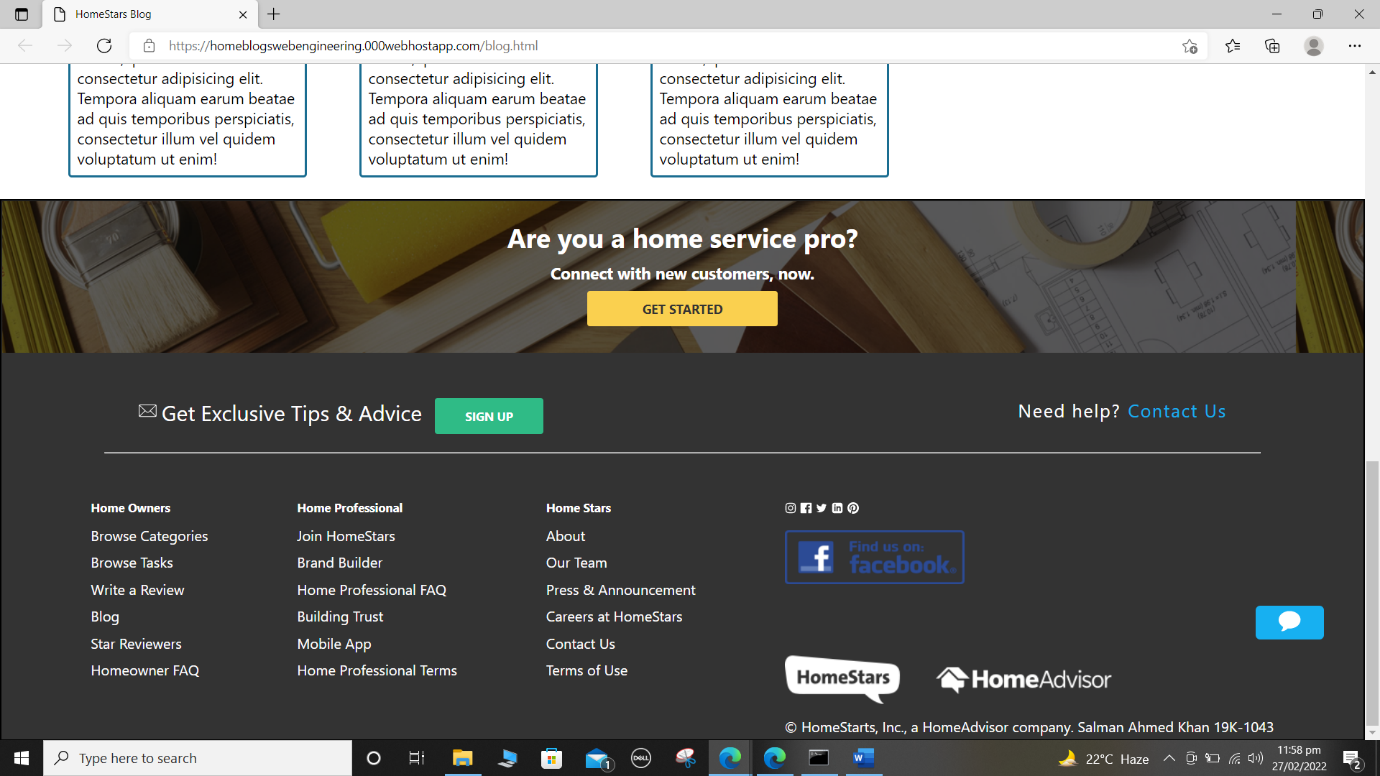 HomeStars Blog
https://homeblogswebengineering.000webhostapp.com/blog.html
consectetur adipisicing elit.
Tempora aliquam earum beatae
ad quis temporibus perspiciatis,
consectetur illum vel quidem
voluptatum ut enim!
consectetur adipisicing elit.
Tempora aliquam earum beatae
ad quis temporibus perspiciatis,
consectetur illum vel quidem
voluptatum ut enim!
consectetur adipisicing elit.
Tempora aliquam earum beatae
ad quis temporibus perspiciatis,
consectetur illum vel quidem
voluptatum ut enim!
Are you a home service pro?
Connect with new customers, now.
GET STARTED
Get Exclusive Tips & Advice
SIGN UP
Need help? Contact Us
Home Owners
Browse Categories
Browse Tasks
Write a Review
Blog
Star Reviewers
Homeowner FAQ
Home Professional
Join HomeStars
Brand Builder
Home Professional FAQ
Building Trust
Mobile App
Home Professional Terms
Home Stars
About
Our Team
Press & Announcement
Careers at HomeStars
Contact Us
Terms of Use
Find us on:
facebook
HomeStars
HomeAdvisor
© HomeStarts, Inc., a HomeAdvisor company. Salman Ahmed Khan 19K-1043
Type here to search
1
DELL
22°C Haze
11:58 pm
27/02/2022
2